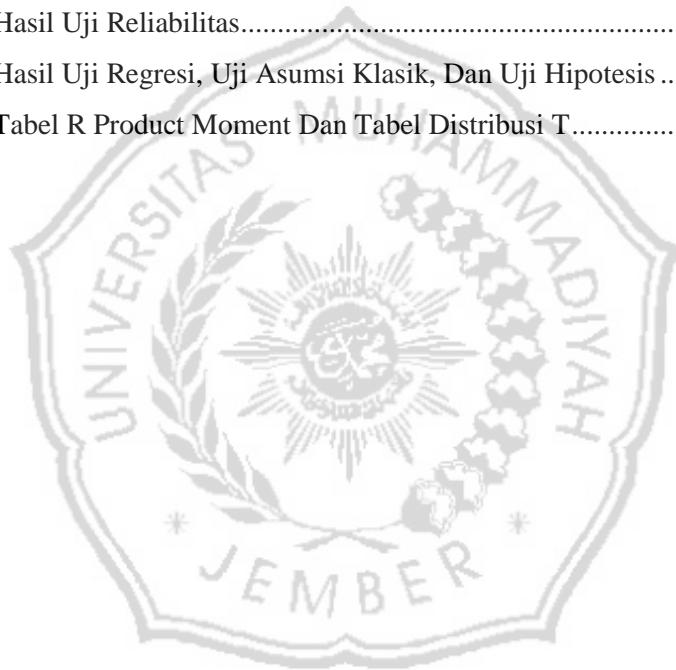 Hasil Uji Reliabilitas.................................................................
Hasil Uji Regresi, Uji Asumsi Klasik, Dan Uji Hipotesis ..
Tabel R Product Moment Dan Tabel Distribusi T..............
UNIVERSITAS MUHAMMADIYAH
JEMBER